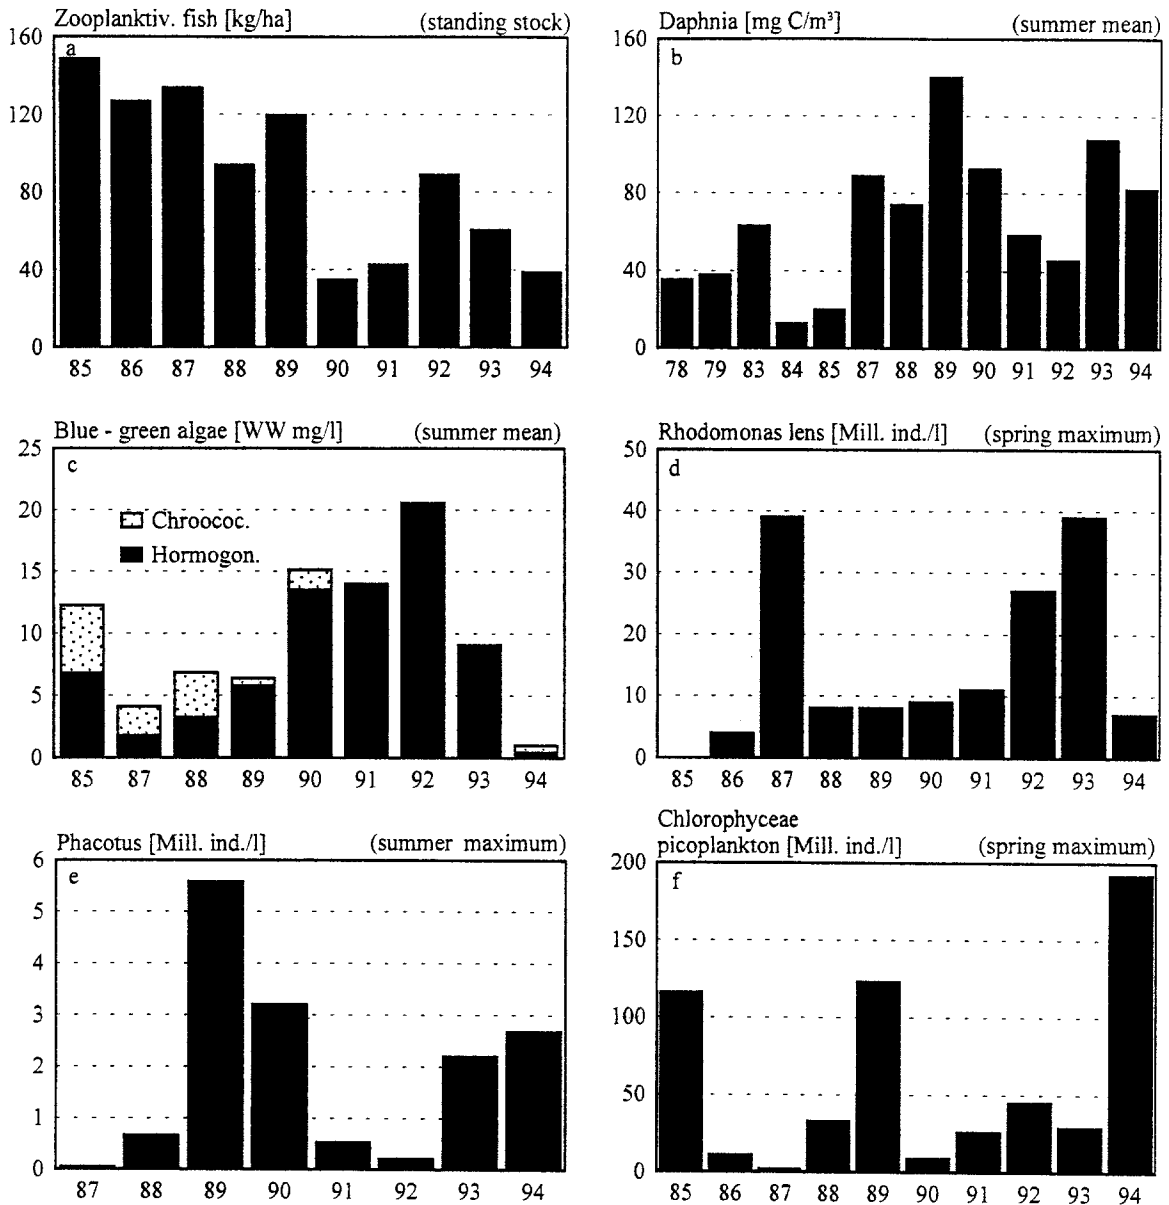 Zooplanktiv. fish [kg/ha] (standing stock)
160
a
120
80
40
0
85 86 87 88 89 90 91 92 93 94
Daphnia [mg C/m³] (summer mean)
160
b
120
80
40
0
78 79 83 84 85 87 88 89 90 91 92 93 94
Blue - green algae [WW mg/l] (summer mean)
25
c
20
Chroococ.
Hormogon.
15
10
5
0
85 87 88 89 90 91 92 93 94
Rhodomonas lens [Mill. ind./l] (spring maximum)
50
d
40
30
20
10
0
85 86 87 88 89 90 91 92 93 94
Phacotus [Mill. ind./l] (summer maximum)
6
e
5
4
3
2
1
0
87 88 89 90 91 92 93 94
Chlorophyceae
picoplankton [Mill. ind./l] (spring maximum)
200
f
150
100
50
0
85 86 87 88 89 90 91 92 93 94